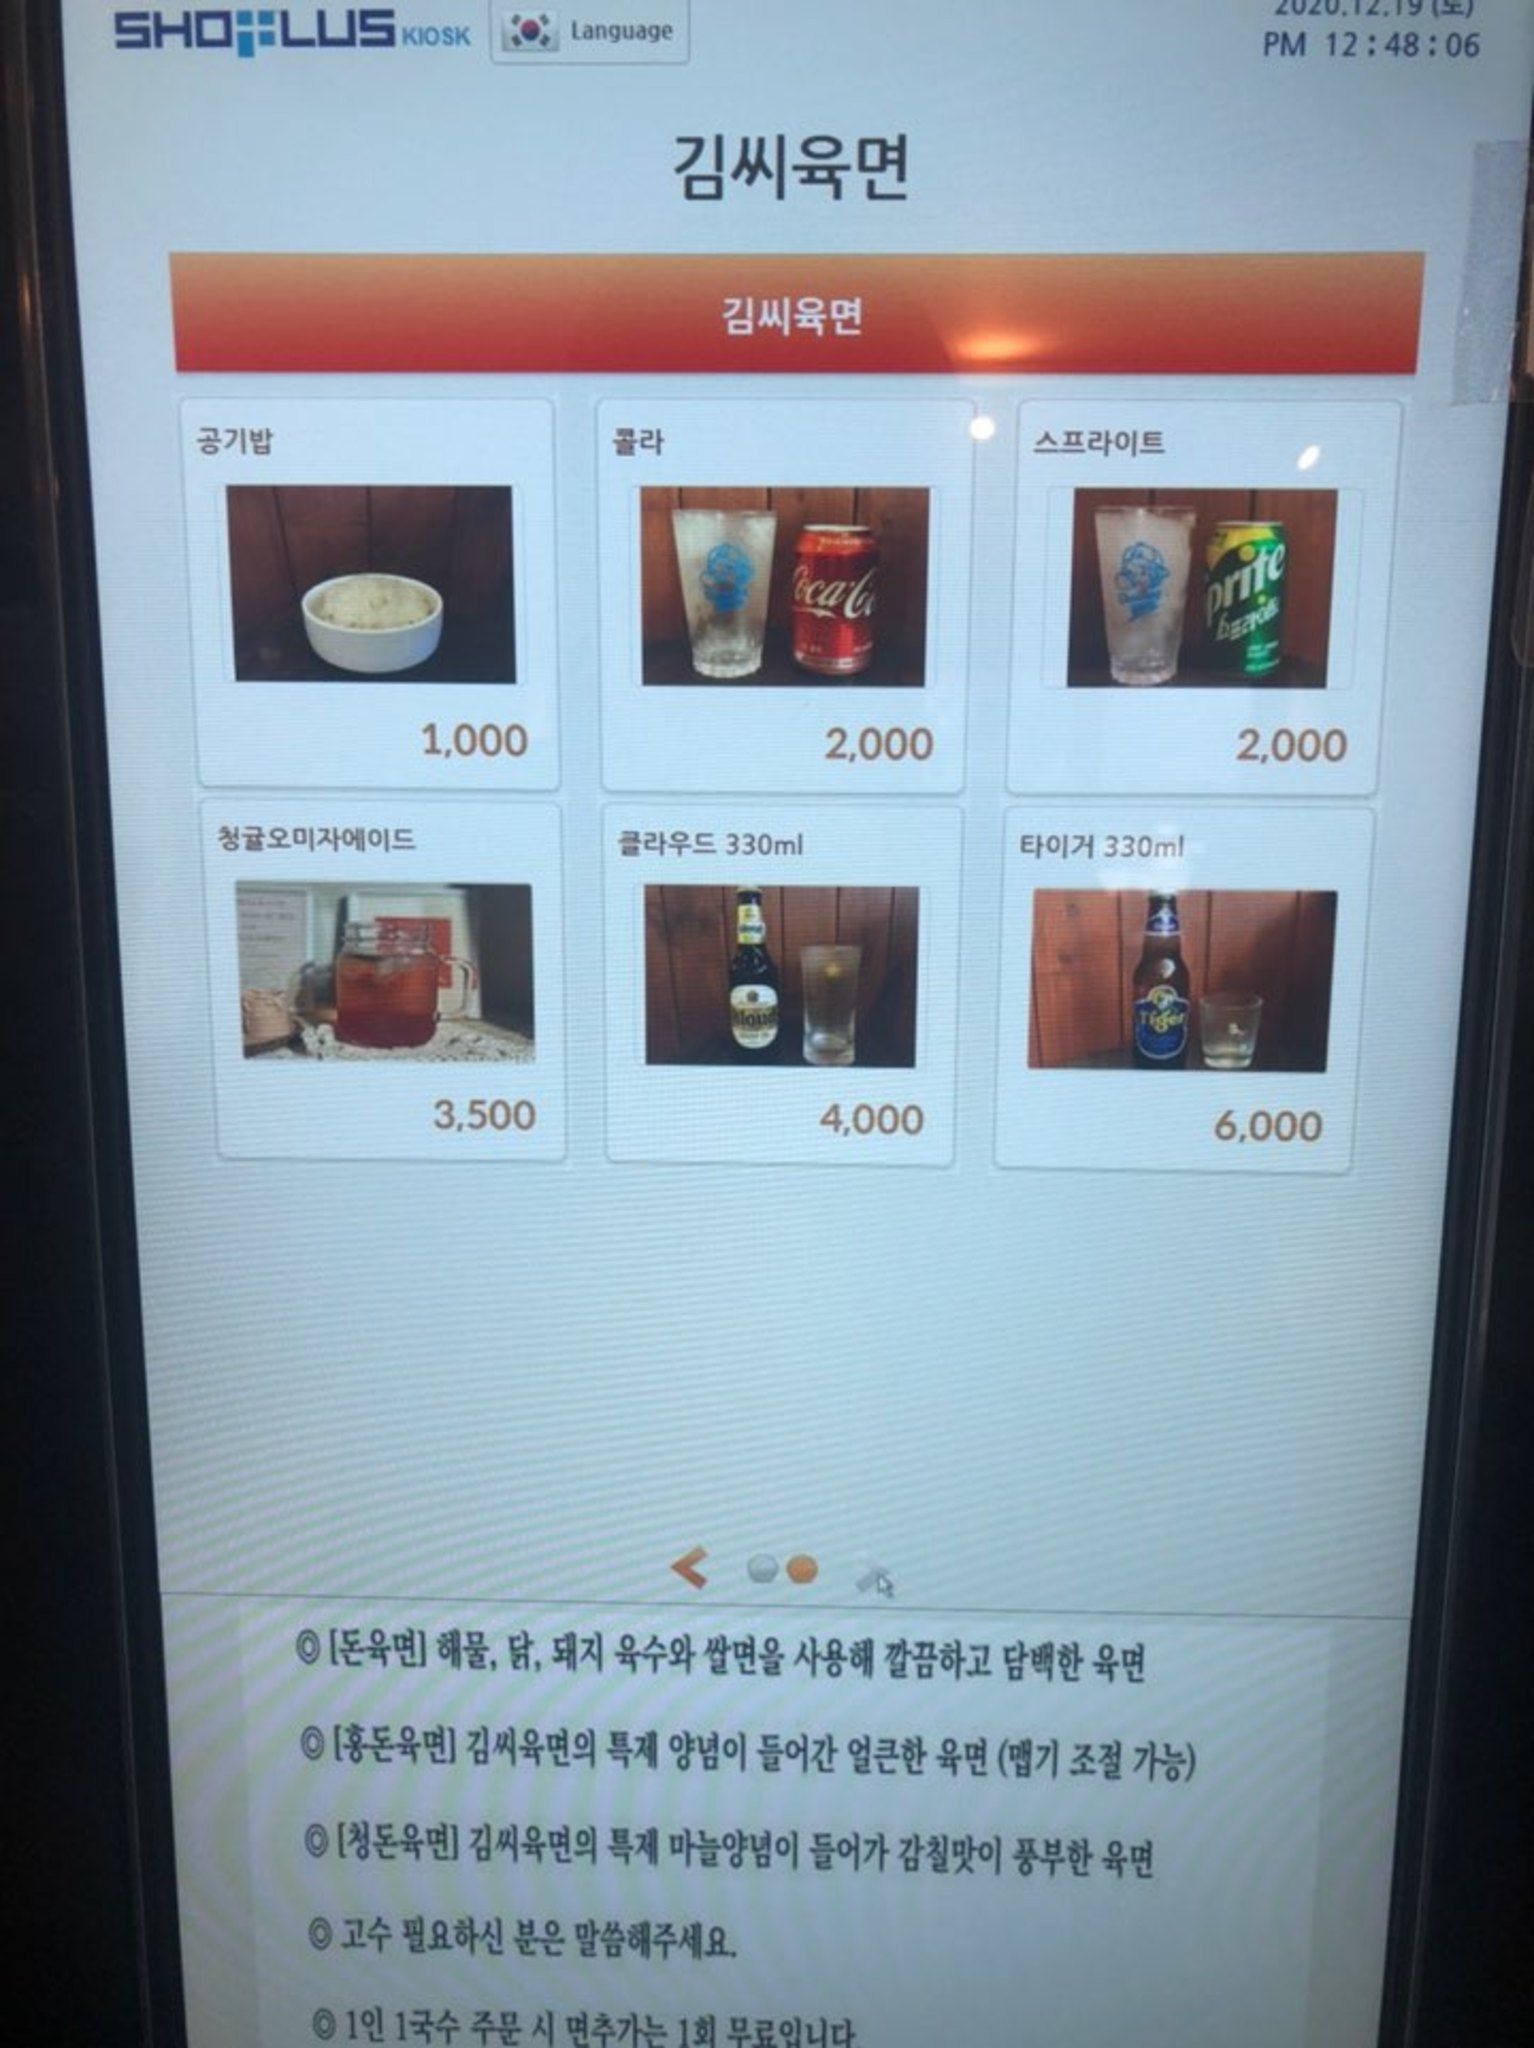 SHOPLUS KIOSK
Language
2020.12.19 (토)
PM 12:48:06
김씨육면
김씨육면
공기밥
콜라
스프라이트
Coca-Co
Sprite
스프라이트
1,000
2,000
2,000
청귤오미자에이드
클라우드 330ml
타이거 330ml
Kloud
Tiger
3,500
4,000
6,000
◎ [돈육면] 해물, 닭, 돼지 육수와 쌀면을 사용해 깔끔하고 담백한 육면
◎ [홍돈육면] 김씨육면의 특제 양념이 들어간 얼큰한 육면 (맵기 조절 가능)
◎ [청돈육면] 김씨육면의 특제 마늘양념이 들어가 감칠맛이 풍부한 육면
◎ 고수 필요하신 분은 말씀해주세요.
◎ 1인 1국수 주문 시 면추가는 1회 무료입니다.